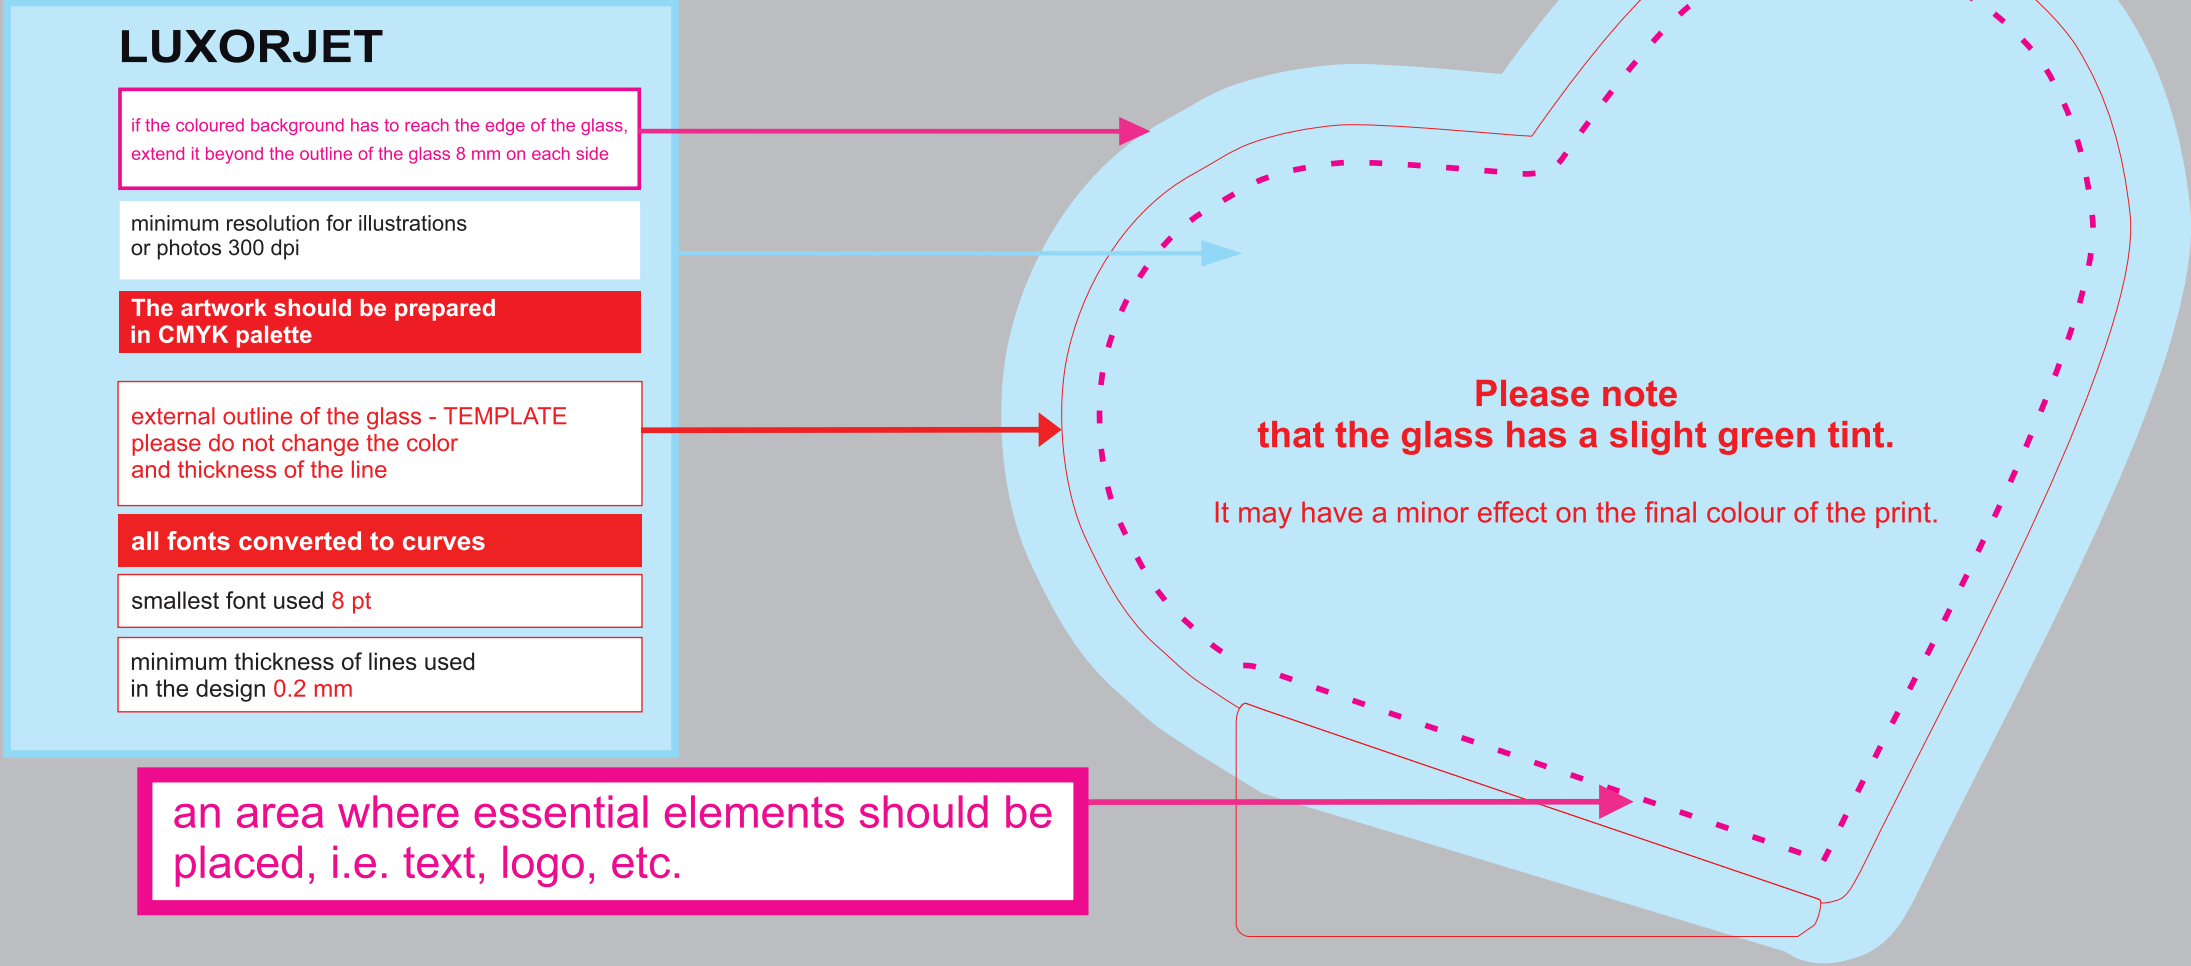 LUXORJET
if the coloured background has to reach the edge of the glass,
extend it beyond the outline of the glass 8 mm on each side
minimum resolution for illustrations
or photos 300 dpi
The artwork should be prepared
in CMYK palette
external outline of the glass - TEMPLATE
please do not change the color
and thickness of the line
all fonts converted to curves
smallest font used 8 pt
minimum thickness of lines used
in the design 0.2 mm
an area where essential elements should be
placed, i.e. text, logo, etc.
Please note
that the glass has a slight green tint.
It may have a minor effect on the final colour of the print.